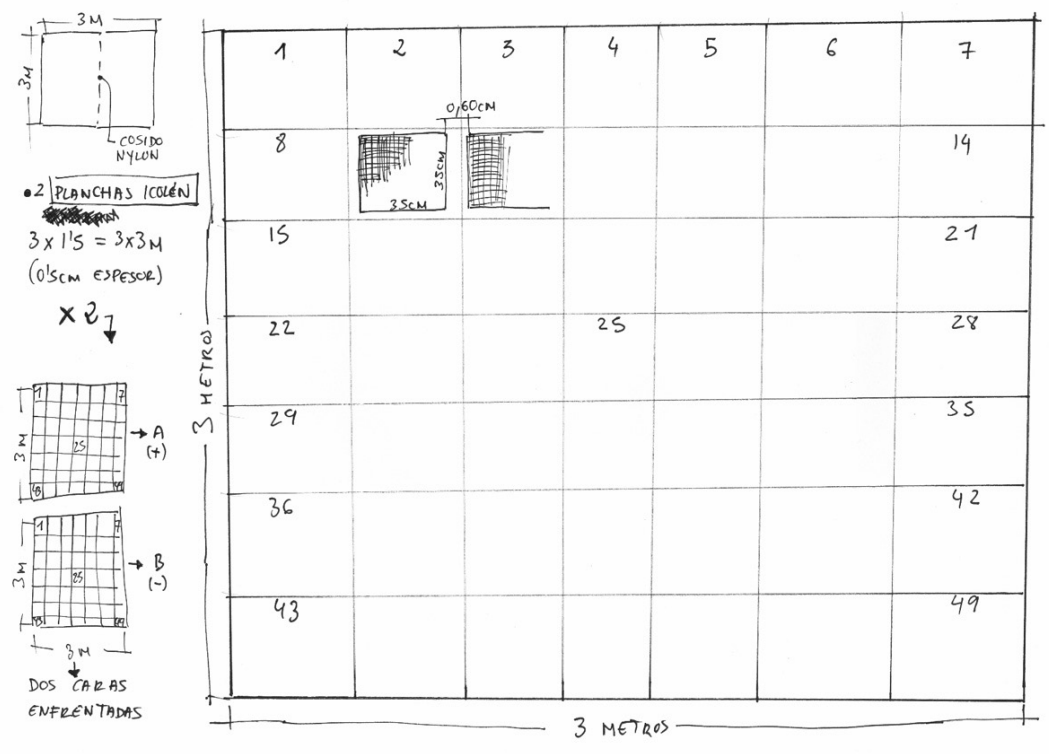 3M
3M
COSIDO
NYLON
• 2 PLANCHAS ICOLÉN
3 x 1'5 = 3x3M
(0'5CM ESPESOR)
x 2
1 7
25
43 49
3M
A
(+)
1 7
25
43 49
3M
B
(-)
3M
DOS CARAS
ENFRENTADAS
1 2 3 4 5 6 7
0,60CM
8 14
35CM
35CM
15 21
22 25 28
29 35
36 42
43 49
3 METROS
3 METROS